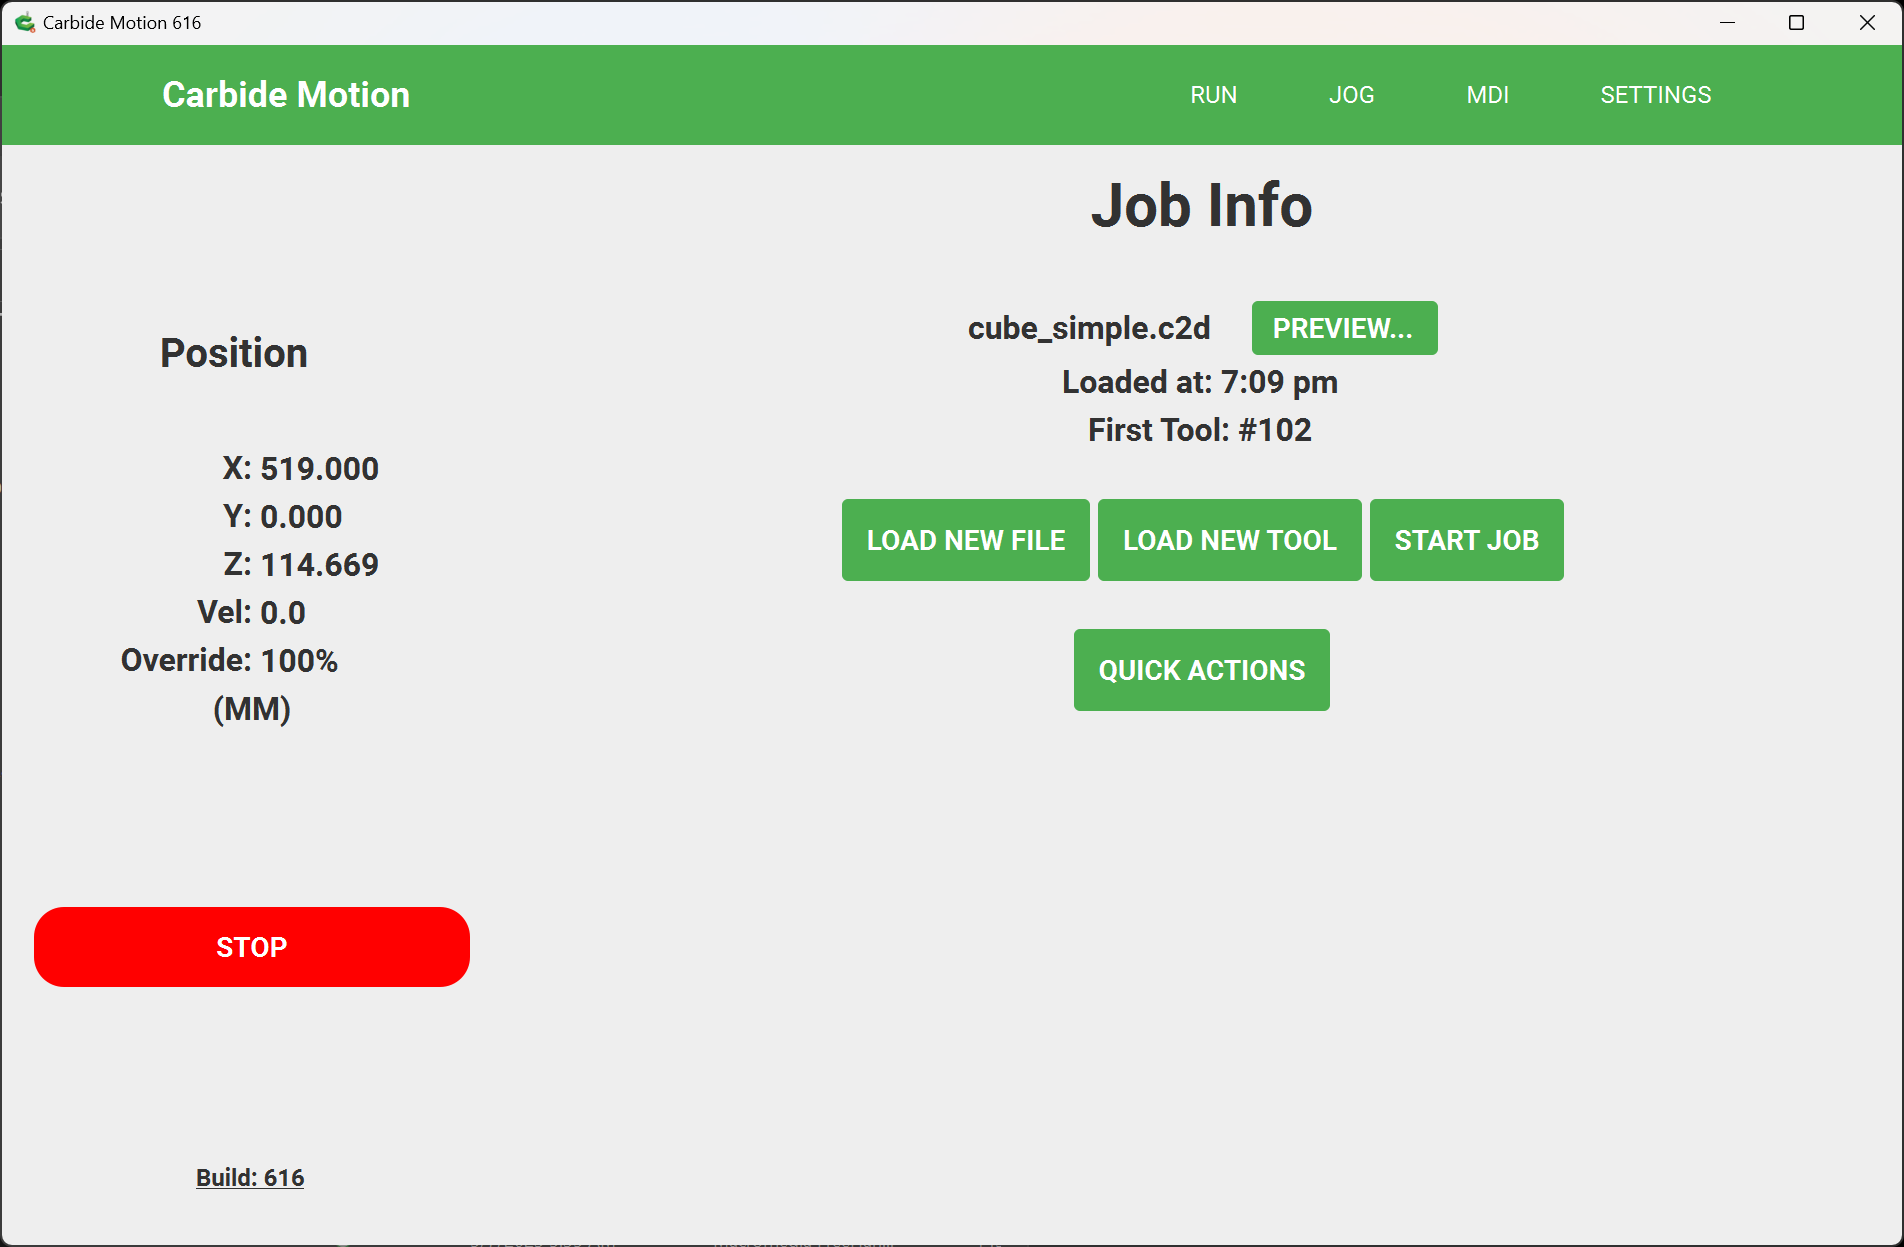 Carbide Motion 616
Carbide Motion
RUN
JOG
MDI
SETTINGS
Job Info
cube_simple.c2d
PREVIEW...
Loaded at: 7:09 pm
First Tool: #102
LOAD NEW FILE
LOAD NEW TOOL
START JOB
QUICK ACTIONS
Position
X: 519.000
Y: 0.000
Z: 114.669
Vel: 0.0
Override: 100%
(MM)
STOP
Build: 616